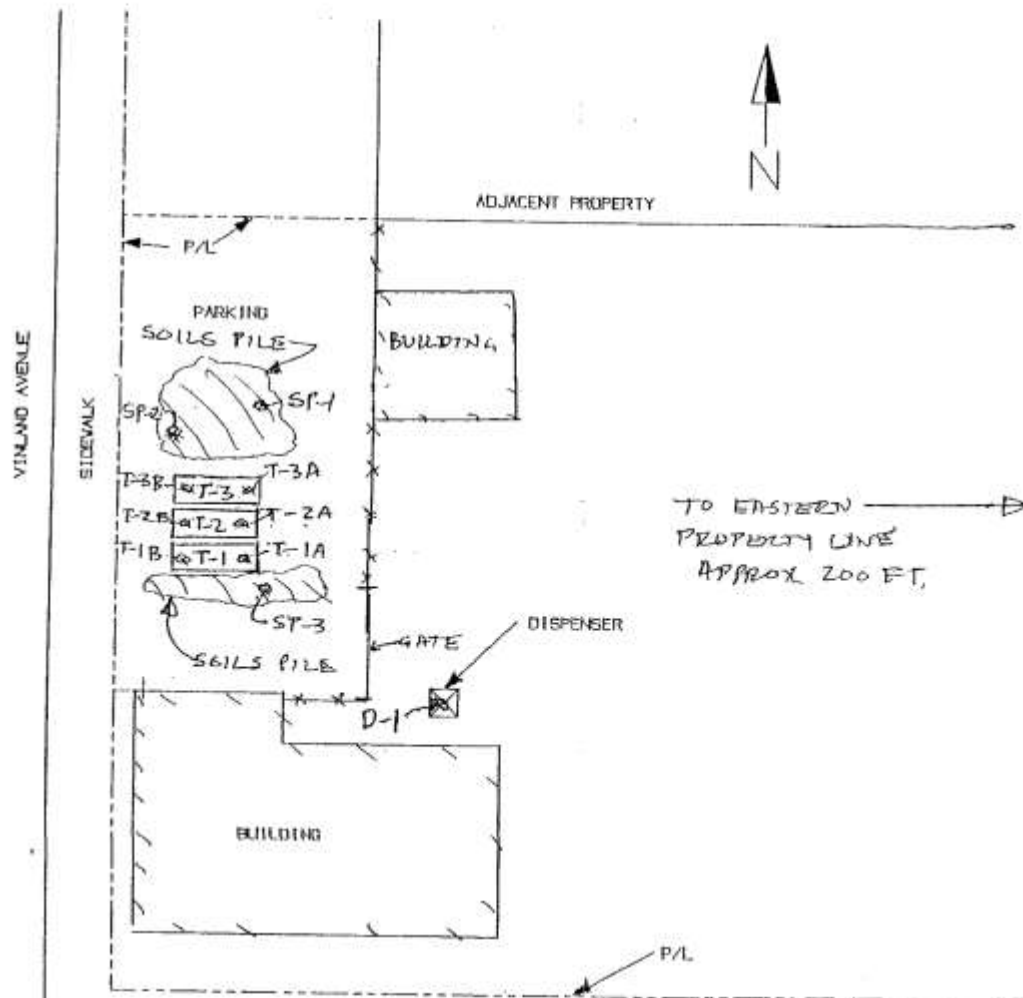 N
ADJACENT PROPERTY
P/L
PARKING
SOILS PILE
BUILDING
VINLAND AVENUE
SIDEWALK
SP-2
SP-1
T-3B
T-3
T-3A
T-2B
T-2
T-2A
T-1B
T-1
T-1A
TO EASTERN
PROPERTY LINE
APPROX 200 FT.
SP-3
SOILS PILE
GATE
DISPENSER
D-1
BUILDING
P/L